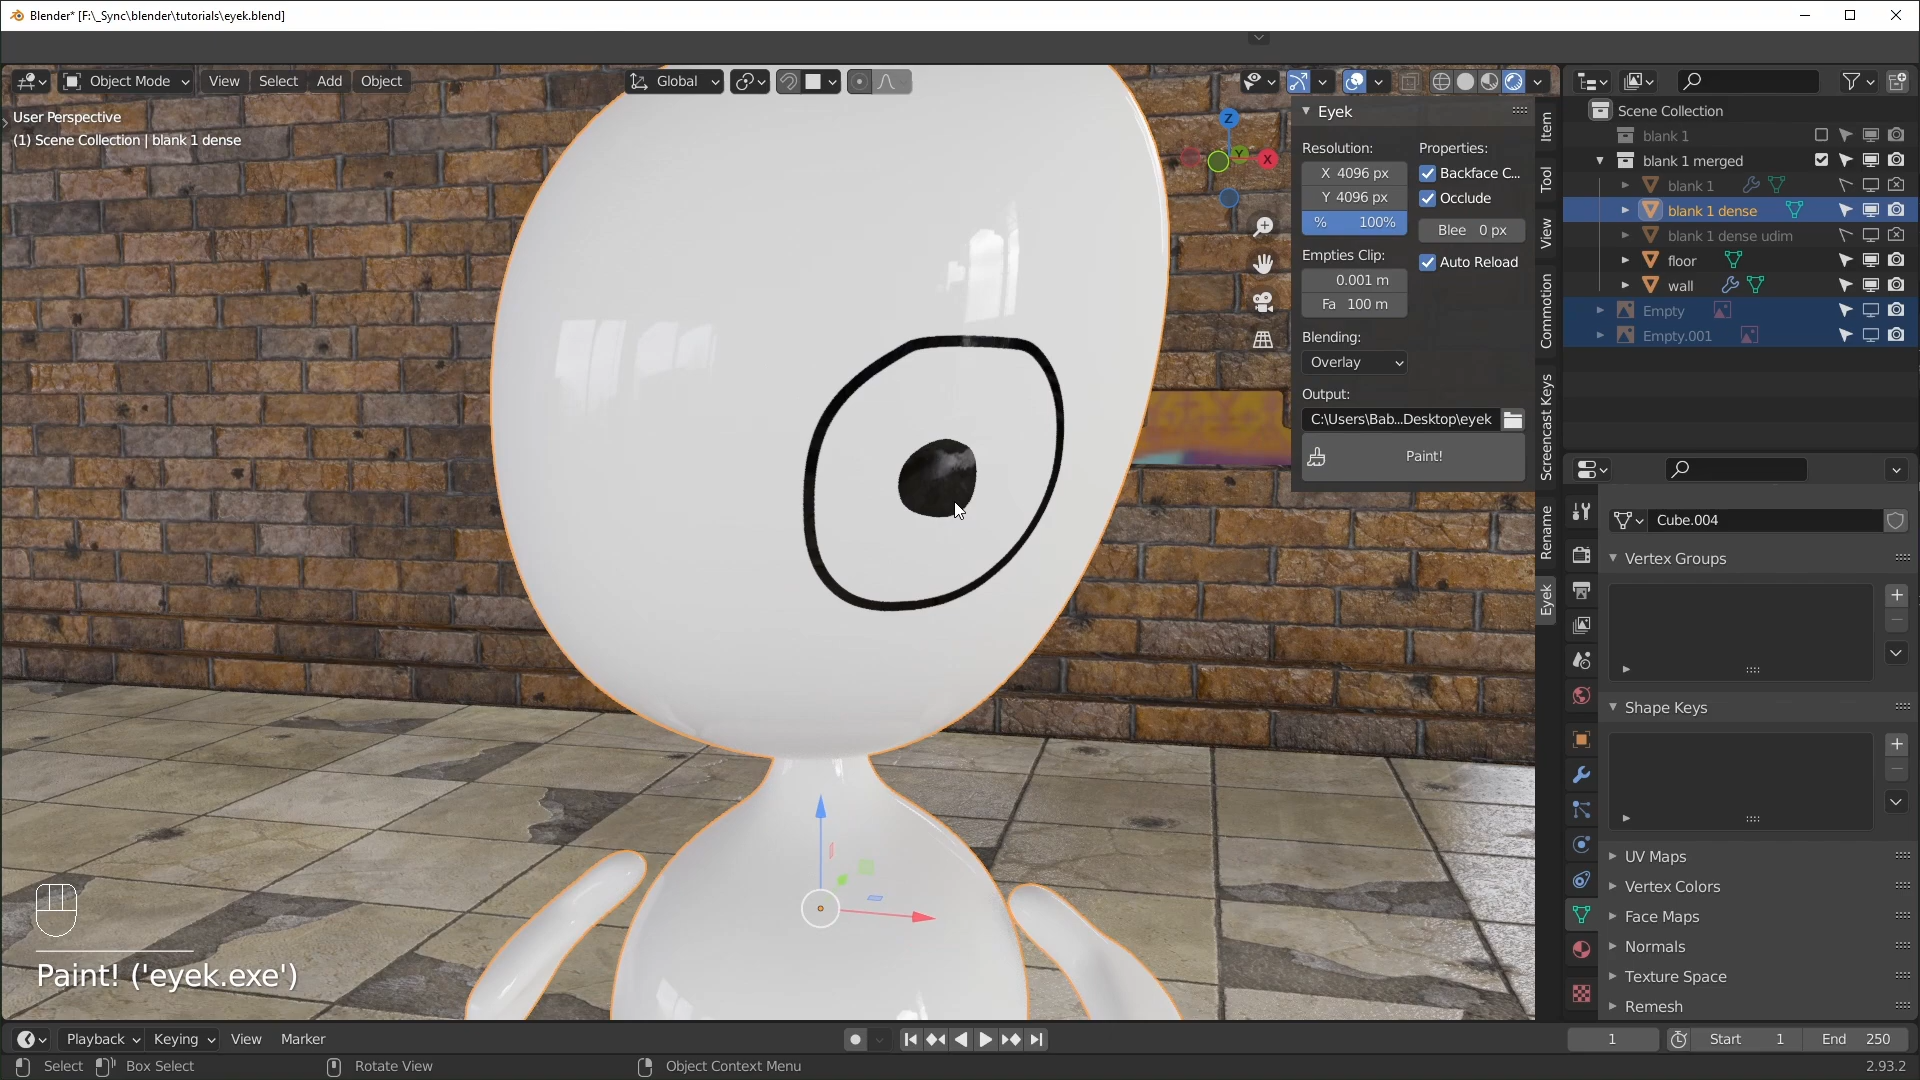 Blender* [F:\_Sync\blender\tutorials\eyek.blend]
Object Mode View Select Add Object Global
User Perspective
(1) Scene Collection | blank 1 dense
Z
Y
X
Eyek
Resolution: Properties:
X 4096 px Backface C...
Y 4096 px Occlude
% 100% Blee 0 px
Empties Clip: Auto Reload
0.001 m
Fa 100 m
Blending:
Overlay
Output:
C:\Users\Bab...Desktop\eyek
Paint!
Item
Tool
View
Commotion
Screencast Keys
Rename
Eyek
Scene Collection
blank 1
blank 1 merged
blank 1
blank 1 dense
blank 1 dense udim
floor
wall
Empty
Empty.001
Cube.004
Vertex Groups
Shape Keys
UV Maps
Vertex Colors
Face Maps
Normals
Texture Space
Remesh
Paint! ('eyek.exe')
Playback Keying View Marker 1 Start 1 End 250
Select Box Select Rotate View Object Context Menu 2.93.2